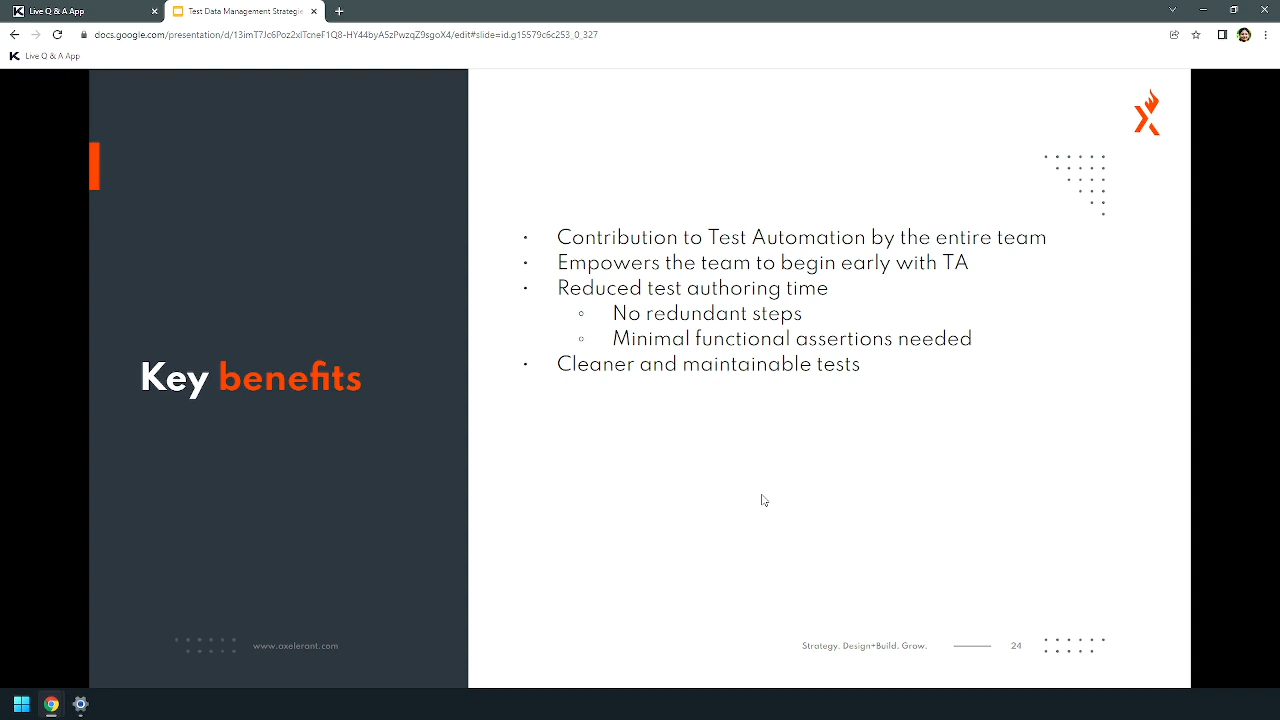 Live Q & A App
Test Data Management Strategie
docs.google.com/presentation/d/13imT7Jc6Poz2xlTcneF1Q8-HY44byA5zPwzqZ9sgoX4/edit#slide=id.g15579c6c253_0_327
Live Q & A App
Key benefits
• Contribution to Test Automation by the entire team
• Empowers the team to begin early with TA
• Reduced test authoring time
○ No redundant steps
○ Minimal functional assertions needed
• Cleaner and maintainable tests
www.axelerant.com
Strategy. Design+Build. Grow.
24